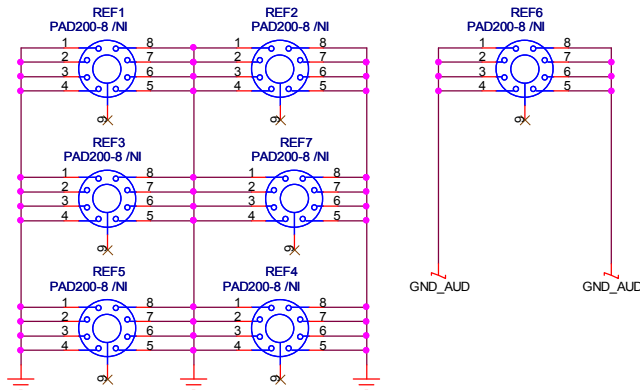 REF1
PAD200-8 /NI
1 8
2 7
3 6
4 5
9
REF2
PAD200-8 /NI
1 8
2 7
3 6
4 5
9
REF6
PAD200-8 /NI
1 8
2 7
3 6
4 5
9
REF3
PAD200-8 /NI
1 8
2 7
3 6
4 5
9
REF7
PAD200-8 /NI
1 8
2 7
3 6
4 5
9
REF5
PAD200-8 /NI
1 8
2 7
3 6
4 5
9
REF4
PAD200-8 /NI
1 8
2 7
3 6
4 5
9
GND_AUD
GND_AUD